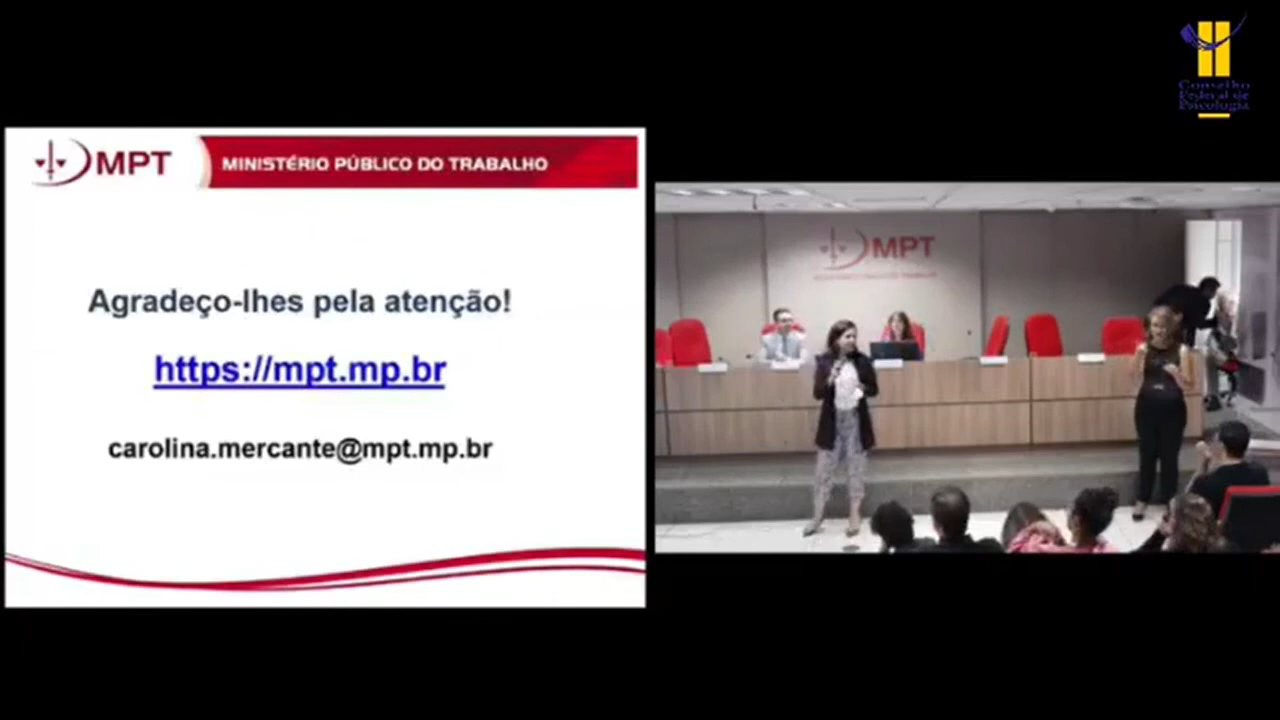 Conselho
Federal de
Psicologia
MPT
MINISTÉRIO PÚBLICO DO TRABALHO
Agradeço-lhes pela atenção!
https://mpt.mp.br
carolina.mercante@mpt.mp.br
MPT